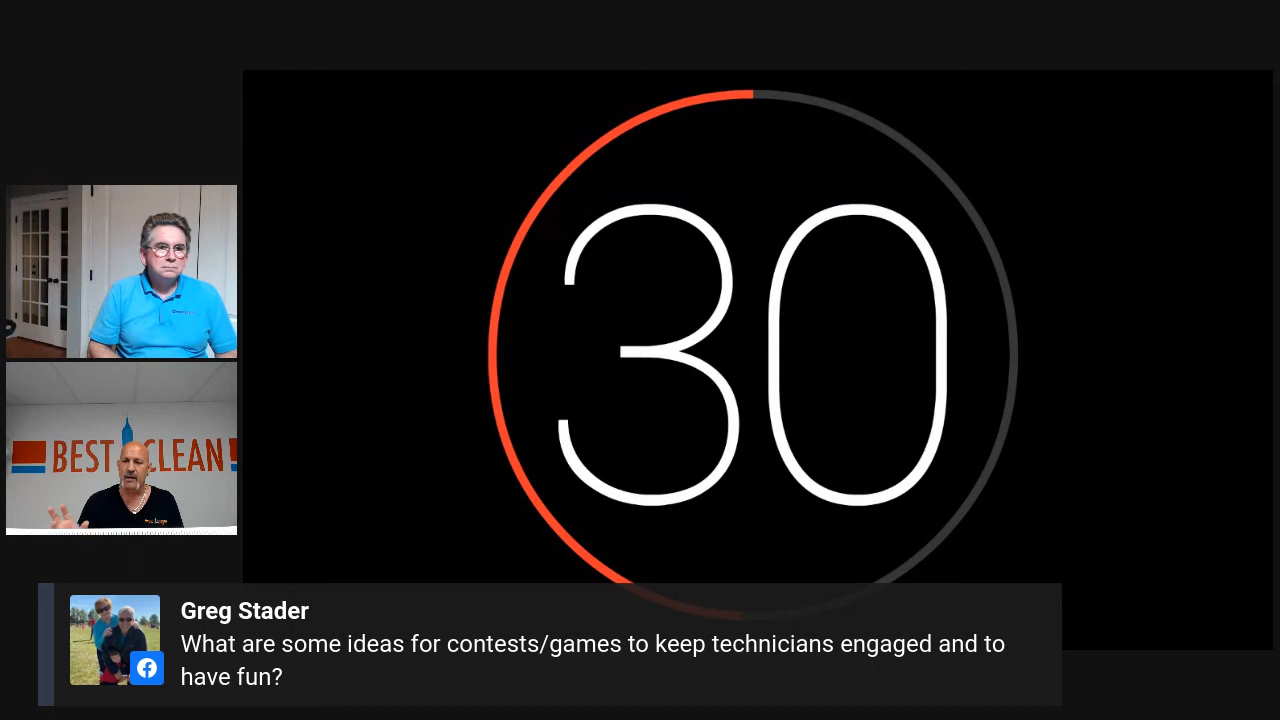 30
BEST CLEAN
Greg Stader
What are some ideas for contests/games to keep technicians engaged and to
have fun?